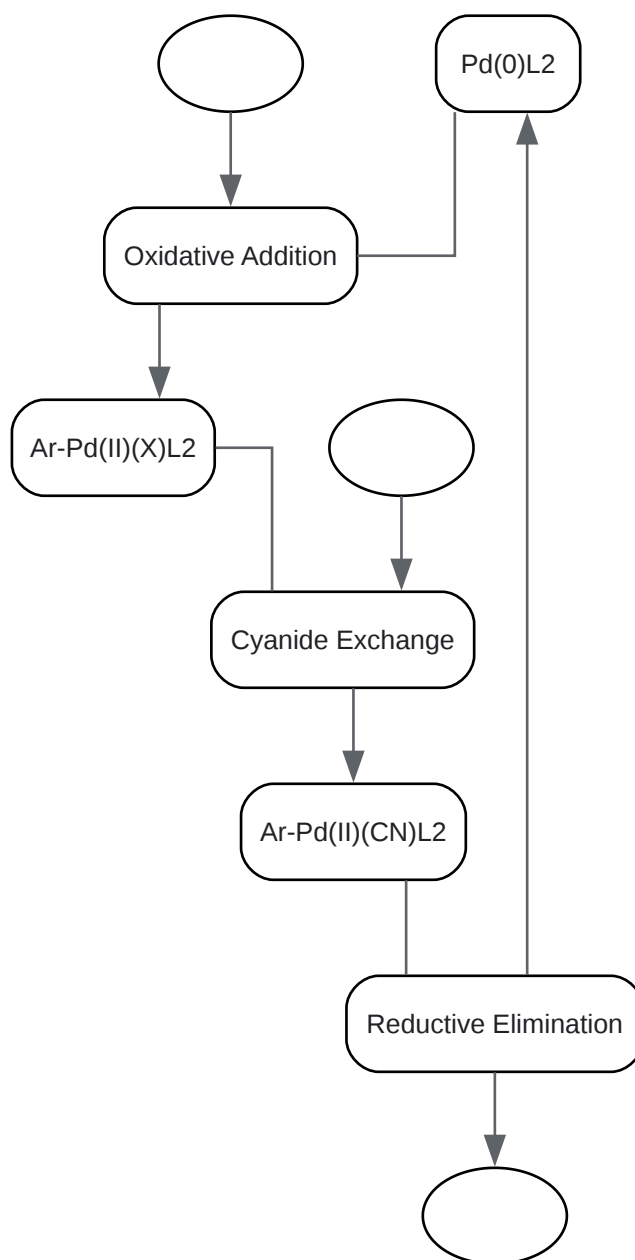 Pd(0)L2
Oxidative Addition
Ar-Pd(II)(X)L2
Cyanide Exchange
Ar-Pd(II)(CN)L2
Reductive Elimination